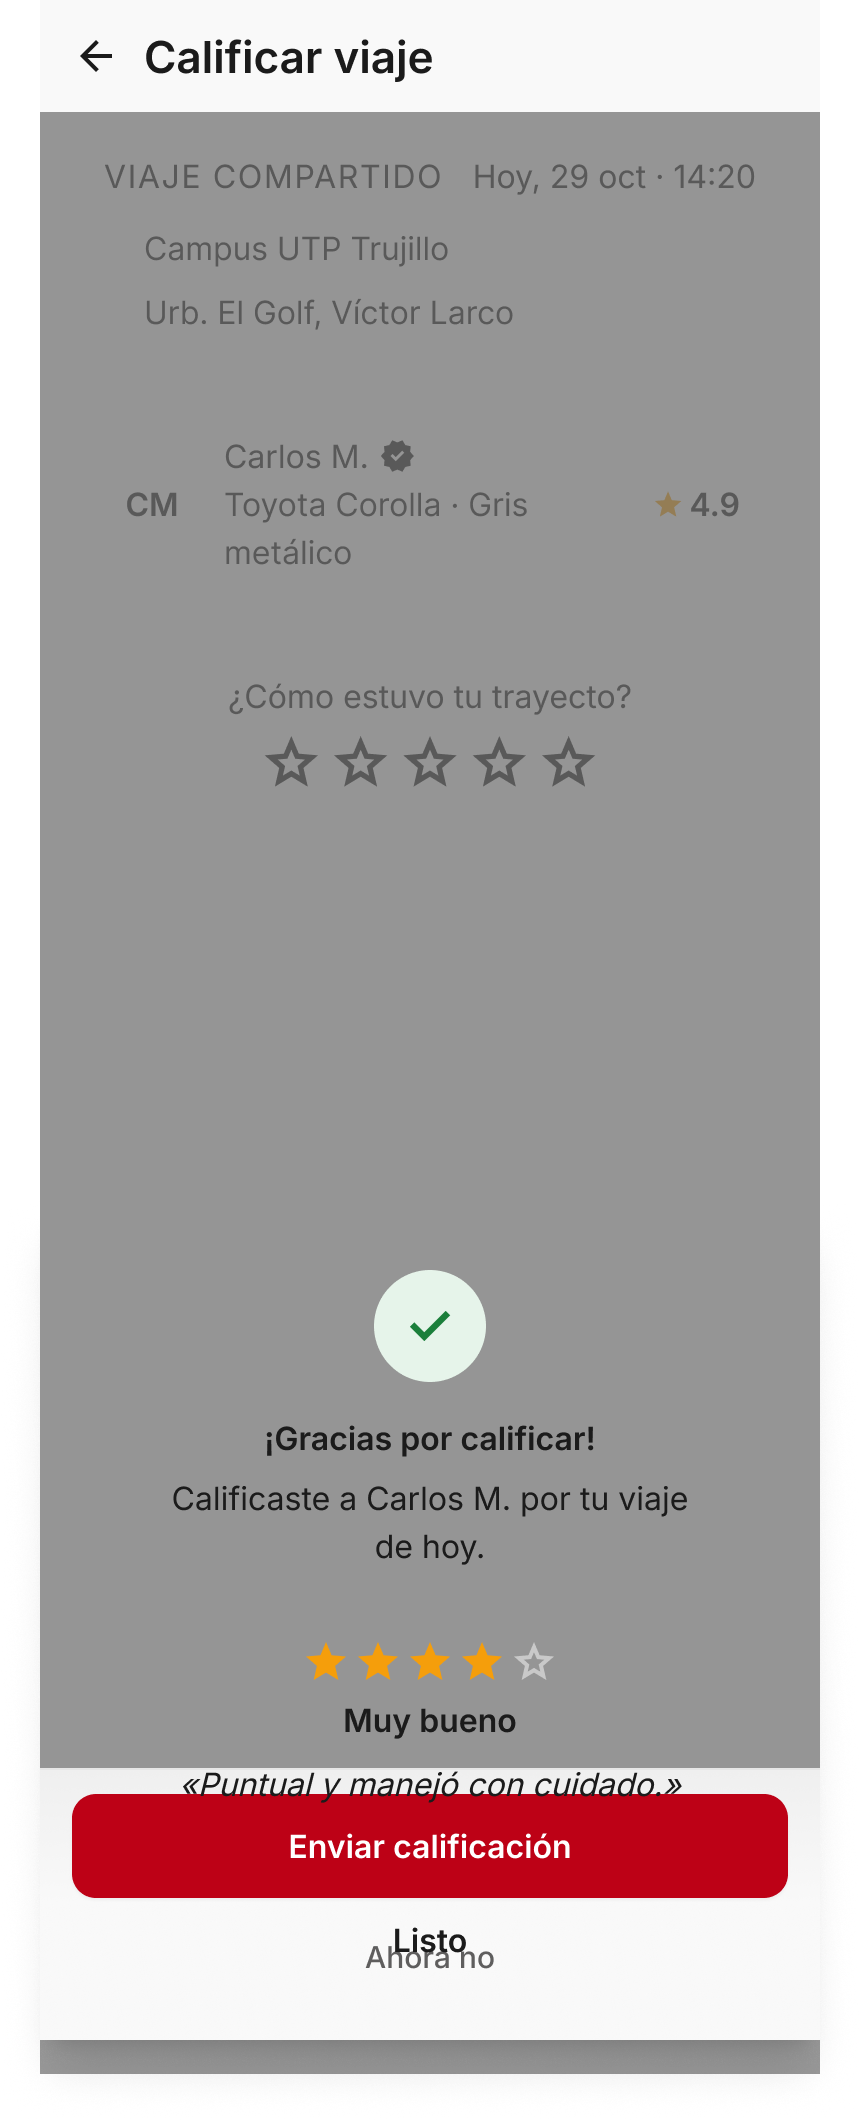 Calificar viaje
VIAJE COMPARTIDO Hoy, 29 oct · 14:20
Campus UTP Trujillo
Urb. El Golf, Víctor Larco
Carlos M.
CM Toyota Corolla · Gris 4.9
metálico
¿Cómo estuvo tu trayecto?
¡Gracias por calificar!
Calificaste a Carlos M. por tu viaje
de hoy.
Muy bueno
«Puntual y manejó con cuidado.»
Enviar calificación
Listo
Ahora no